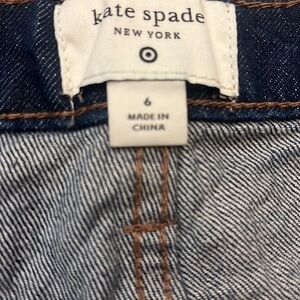 kate spade
NEW YORK
6
MADE IN
CHINA